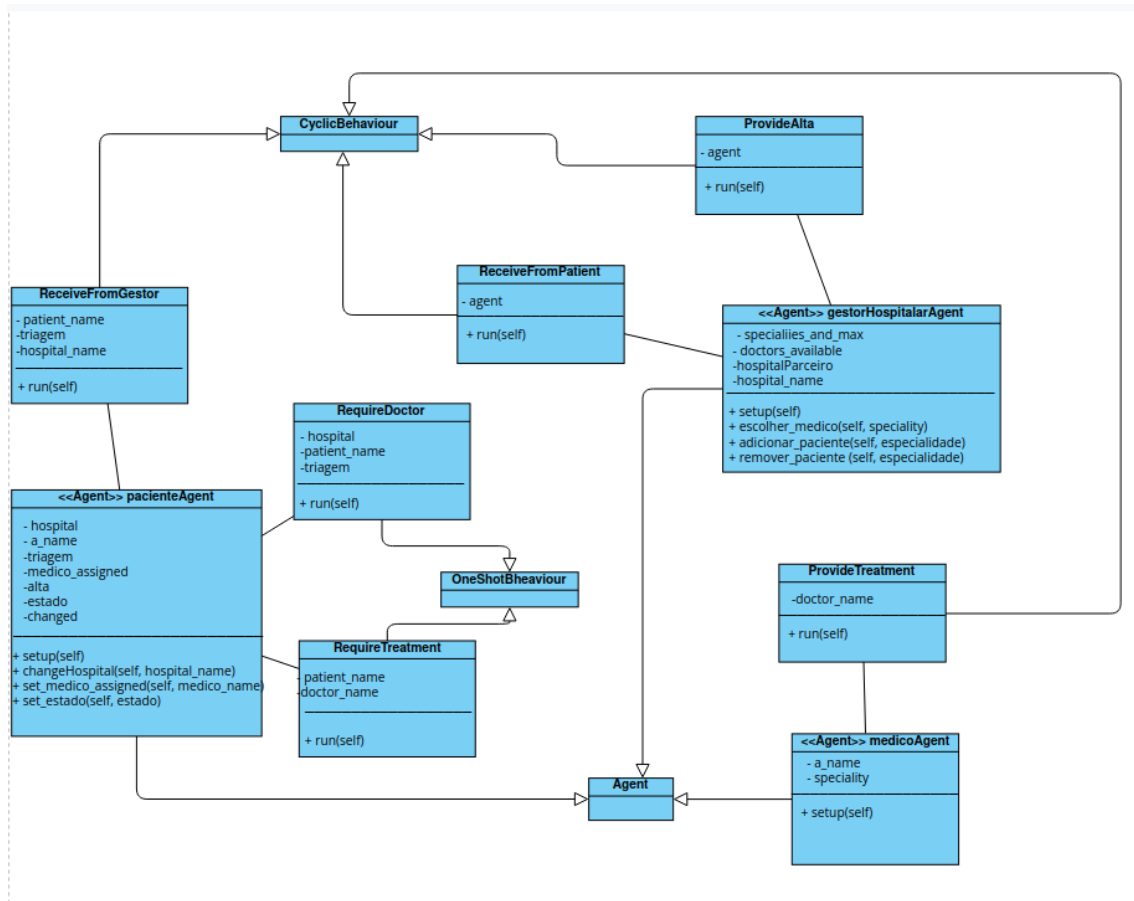 CyclicBehaviour
ProvideAlta
- agent
+ run(self)
ReceiveFromPatient
- agent
+ run(self)
ReceiveFromGestor
- patient_name
-triagem
-hospital_name
+ run(self)
<<Agent>> gestorHospitalarAgent
- specialiies_and_max
- doctors_available
-hospitalParceiro
-hospital_name
+ setup(self)
+ escolher_medico(self, speciality)
+ adicionar_paciente(self, especialidade)
+ remover_paciente (self, especialidade)
RequireDoctor
- hospital
-patient_name
-triagem
+ run(self)
<<Agent>> pacienteAgent
- hospital
- a_name
-triagem
-medico_assigned
-alta
-estado
-changed
+ setup(self)
+ changeHospital(self, hospital_name)
+ set_medico_assigned(self, medico_name)
+ set_estado(self, estado)
OneShotBheaviour
ProvideTreatment
-doctor_name
+ run(self)
RequireTreatment
- patient_name
-doctor_name
+ run(self)
<<Agent>> medicoAgent
- a_name
- speciality
+ setup(self)
Agent